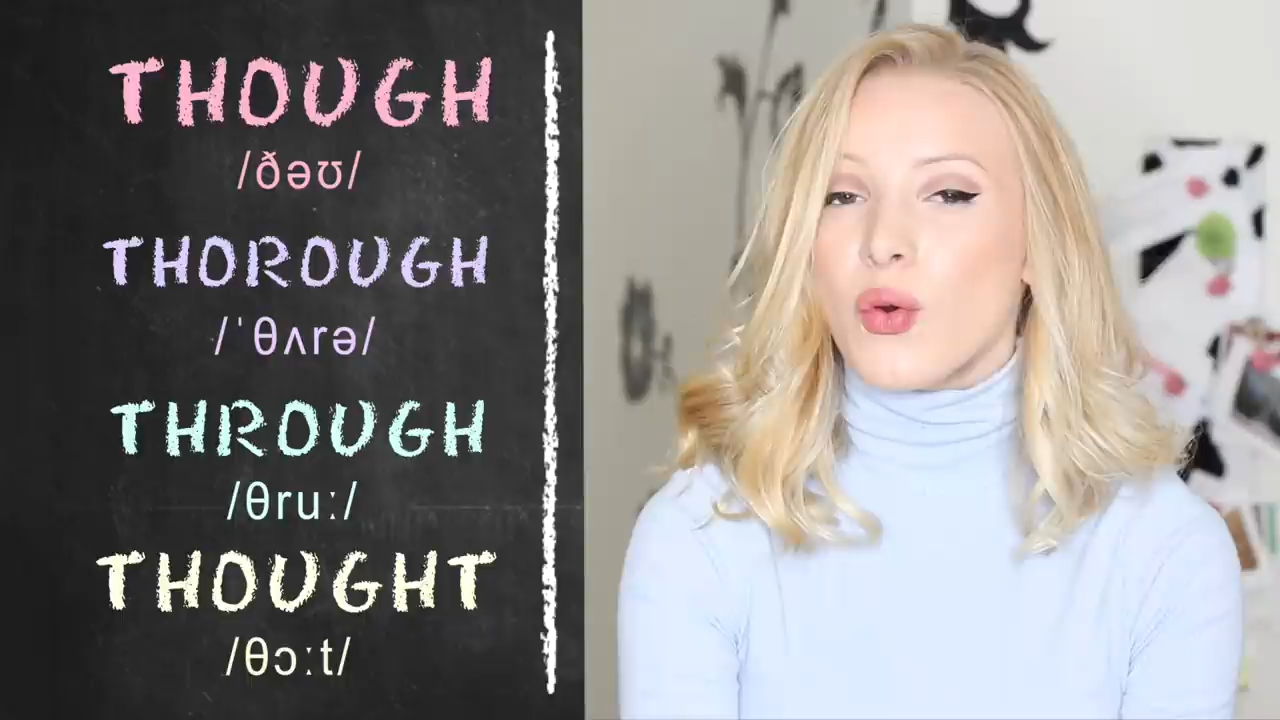 THOUGH
/ðəʊ/
THOROUGH
/ˈθʌrə/
THROUGH
/θruː/
THOUGHT
/θɔːt/